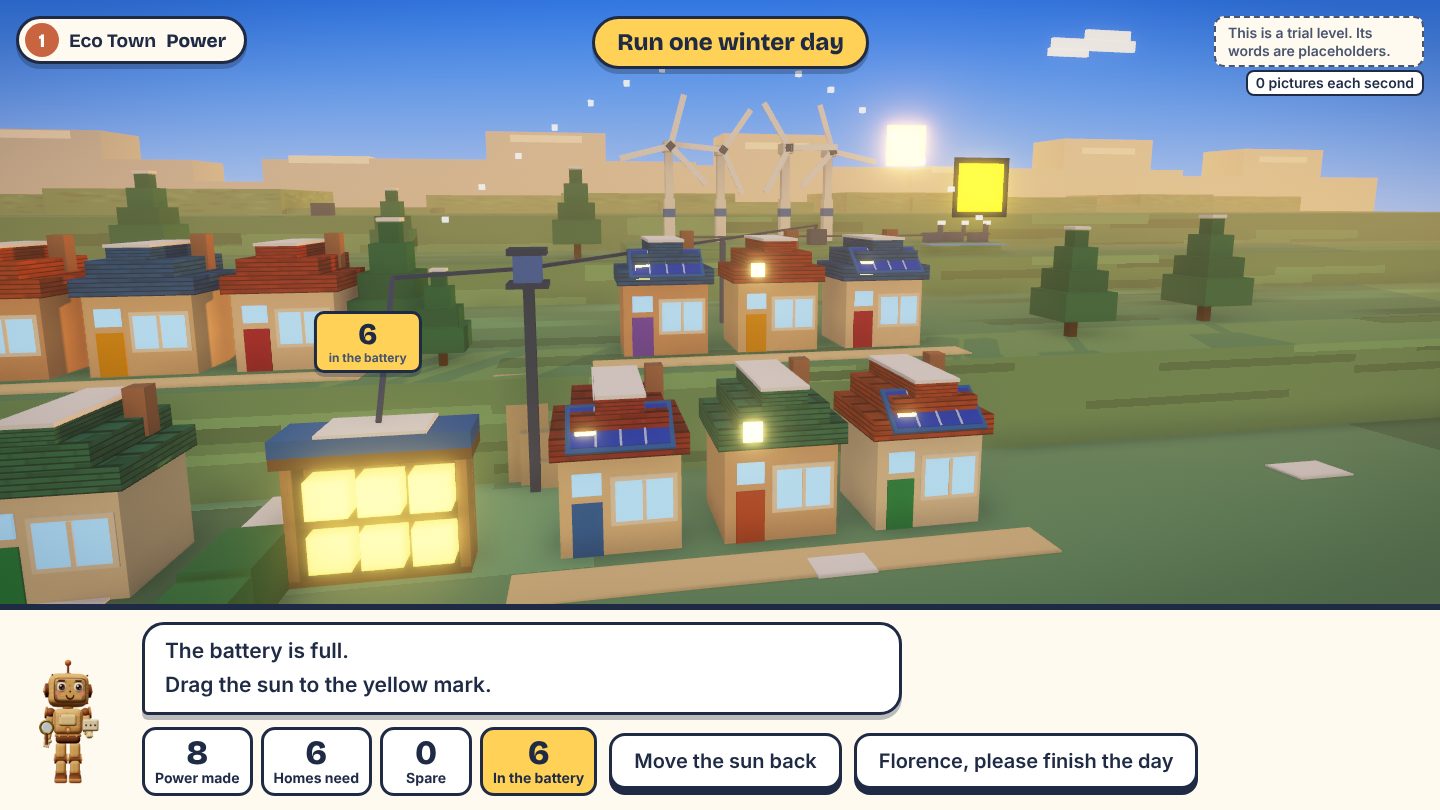 1 Eco Town Power
Run one winter day
This is a trial level. Its
words are placeholders.
0 pictures each second
6
in the battery
The battery is full.
Drag the sun to the yellow mark.
8
Power made
6
Homes need
0
Spare
6
In the battery
Move the sun back
Florence, please finish the day